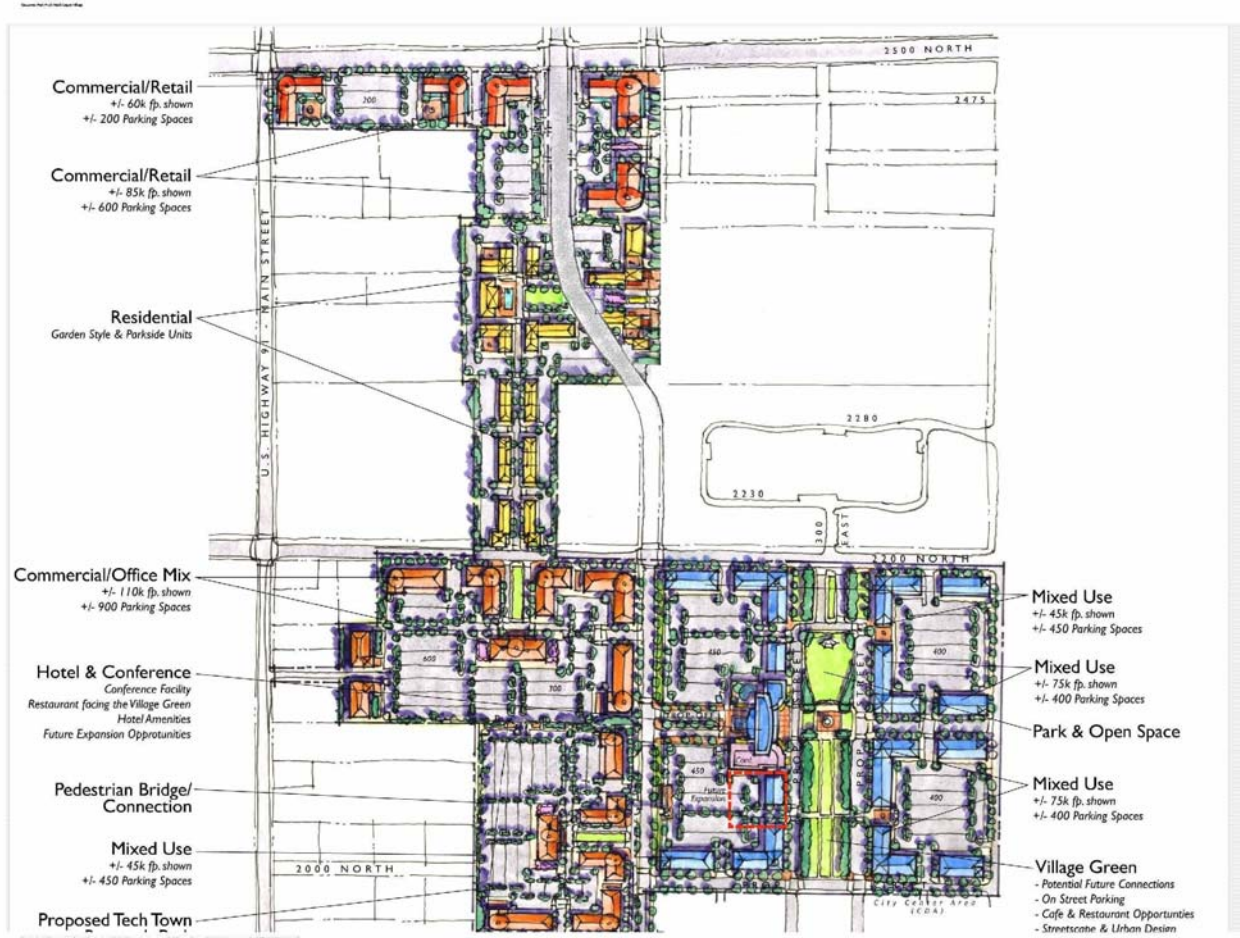 2500 NORTH
Commercial/Retail
+/- 60k fp. shown
+/- 200 Parking Spaces
200
2475
Commercial/Retail
+/- 85k fp. shown
+/- 600 Parking Spaces
U.S. HIGHWAY 91 - MAIN STREET
Residential
Garden Style & Parkside Units
2280
2230
300 EAST
2200 NORTH
Commercial/Office Mix
+/- 110k fp. shown
+/- 900 Parking Spaces
Mixed Use
+/- 45k fp. shown
+/- 450 Parking Spaces
600
450
400
Hotel & Conference
Conference Facility
Restaurant facing the Village Green
Hotel Amenities
Future Expansion Opprotunities
300
Mixed Use
+/- 75k fp. shown
+/- 400 Parking Spaces
Park & Open Space
DROP OFF
Conf.
450
Future
Expansion
400
Pedestrian Bridge/
Connection
Mixed Use
+/- 75k fp. shown
+/- 400 Parking Spaces
Mixed Use
+/- 45k fp. shown
+/- 450 Parking Spaces
2000 NORTH
Village Green
- Potential Future Connections
- On Street Parking
- Cafe & Restaurant Opportunties
- Streetscape & Urban Design
City Center Area
(CDA)
Proposed Tech Town